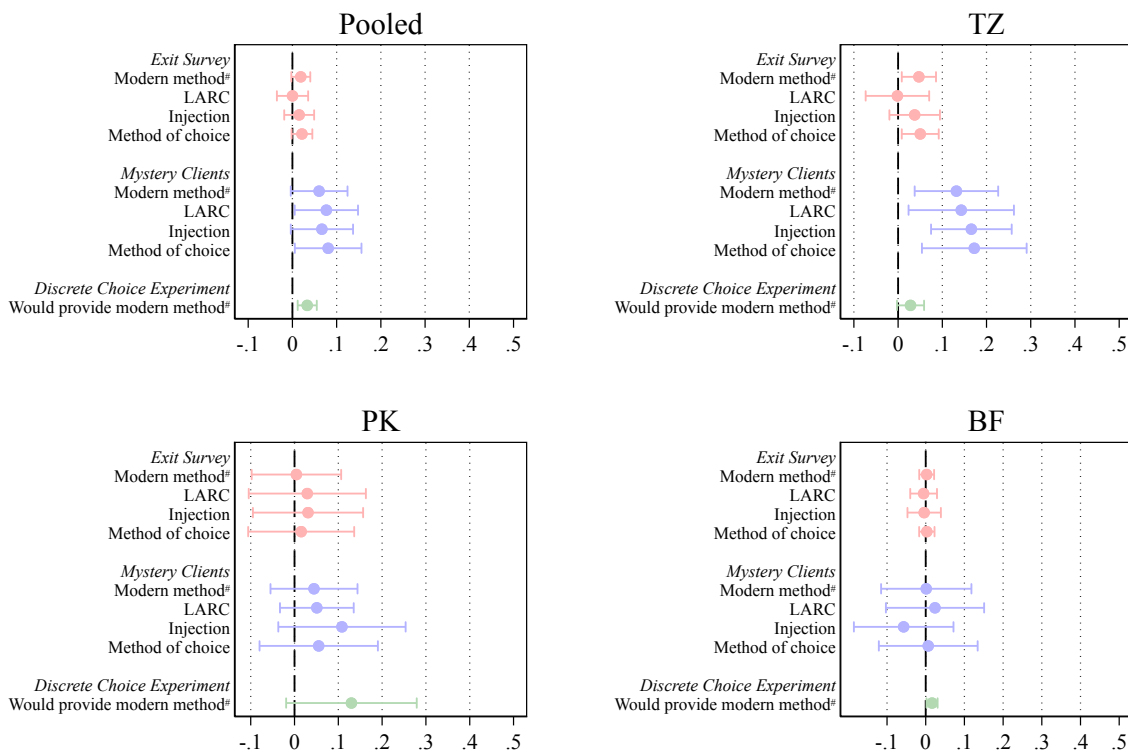 Pooled
Exit Survey
Modern method#
LARC
Injection
Method of choice
Mystery Clients
Modern method#
LARC
Injection
Method of choice
Discrete Choice Experiment
Would provide modern method#
-.1 0 .1 .2 .3 .4 .5
TZ
Exit Survey
Modern method#
LARC
Injection
Method of choice
Mystery Clients
Modern method#
LARC
Injection
Method of choice
Discrete Choice Experiment
Would provide modern method#
-.1 0 .1 .2 .3 .4 .5
PK
Exit Survey
Modern method#
LARC
Injection
Method of choice
Mystery Clients
Modern method#
LARC
Injection
Method of choice
Discrete Choice Experiment
Would provide modern method#
-.1 0 .1 .2 .3 .4 .5
BF
Exit Survey
Modern method#
LARC
Injection
Method of choice
Mystery Clients
Modern method#
LARC
Injection
Method of choice
Discrete Choice Experiment
Would provide modern method#
-.1 0 .1 .2 .3 .4 .5